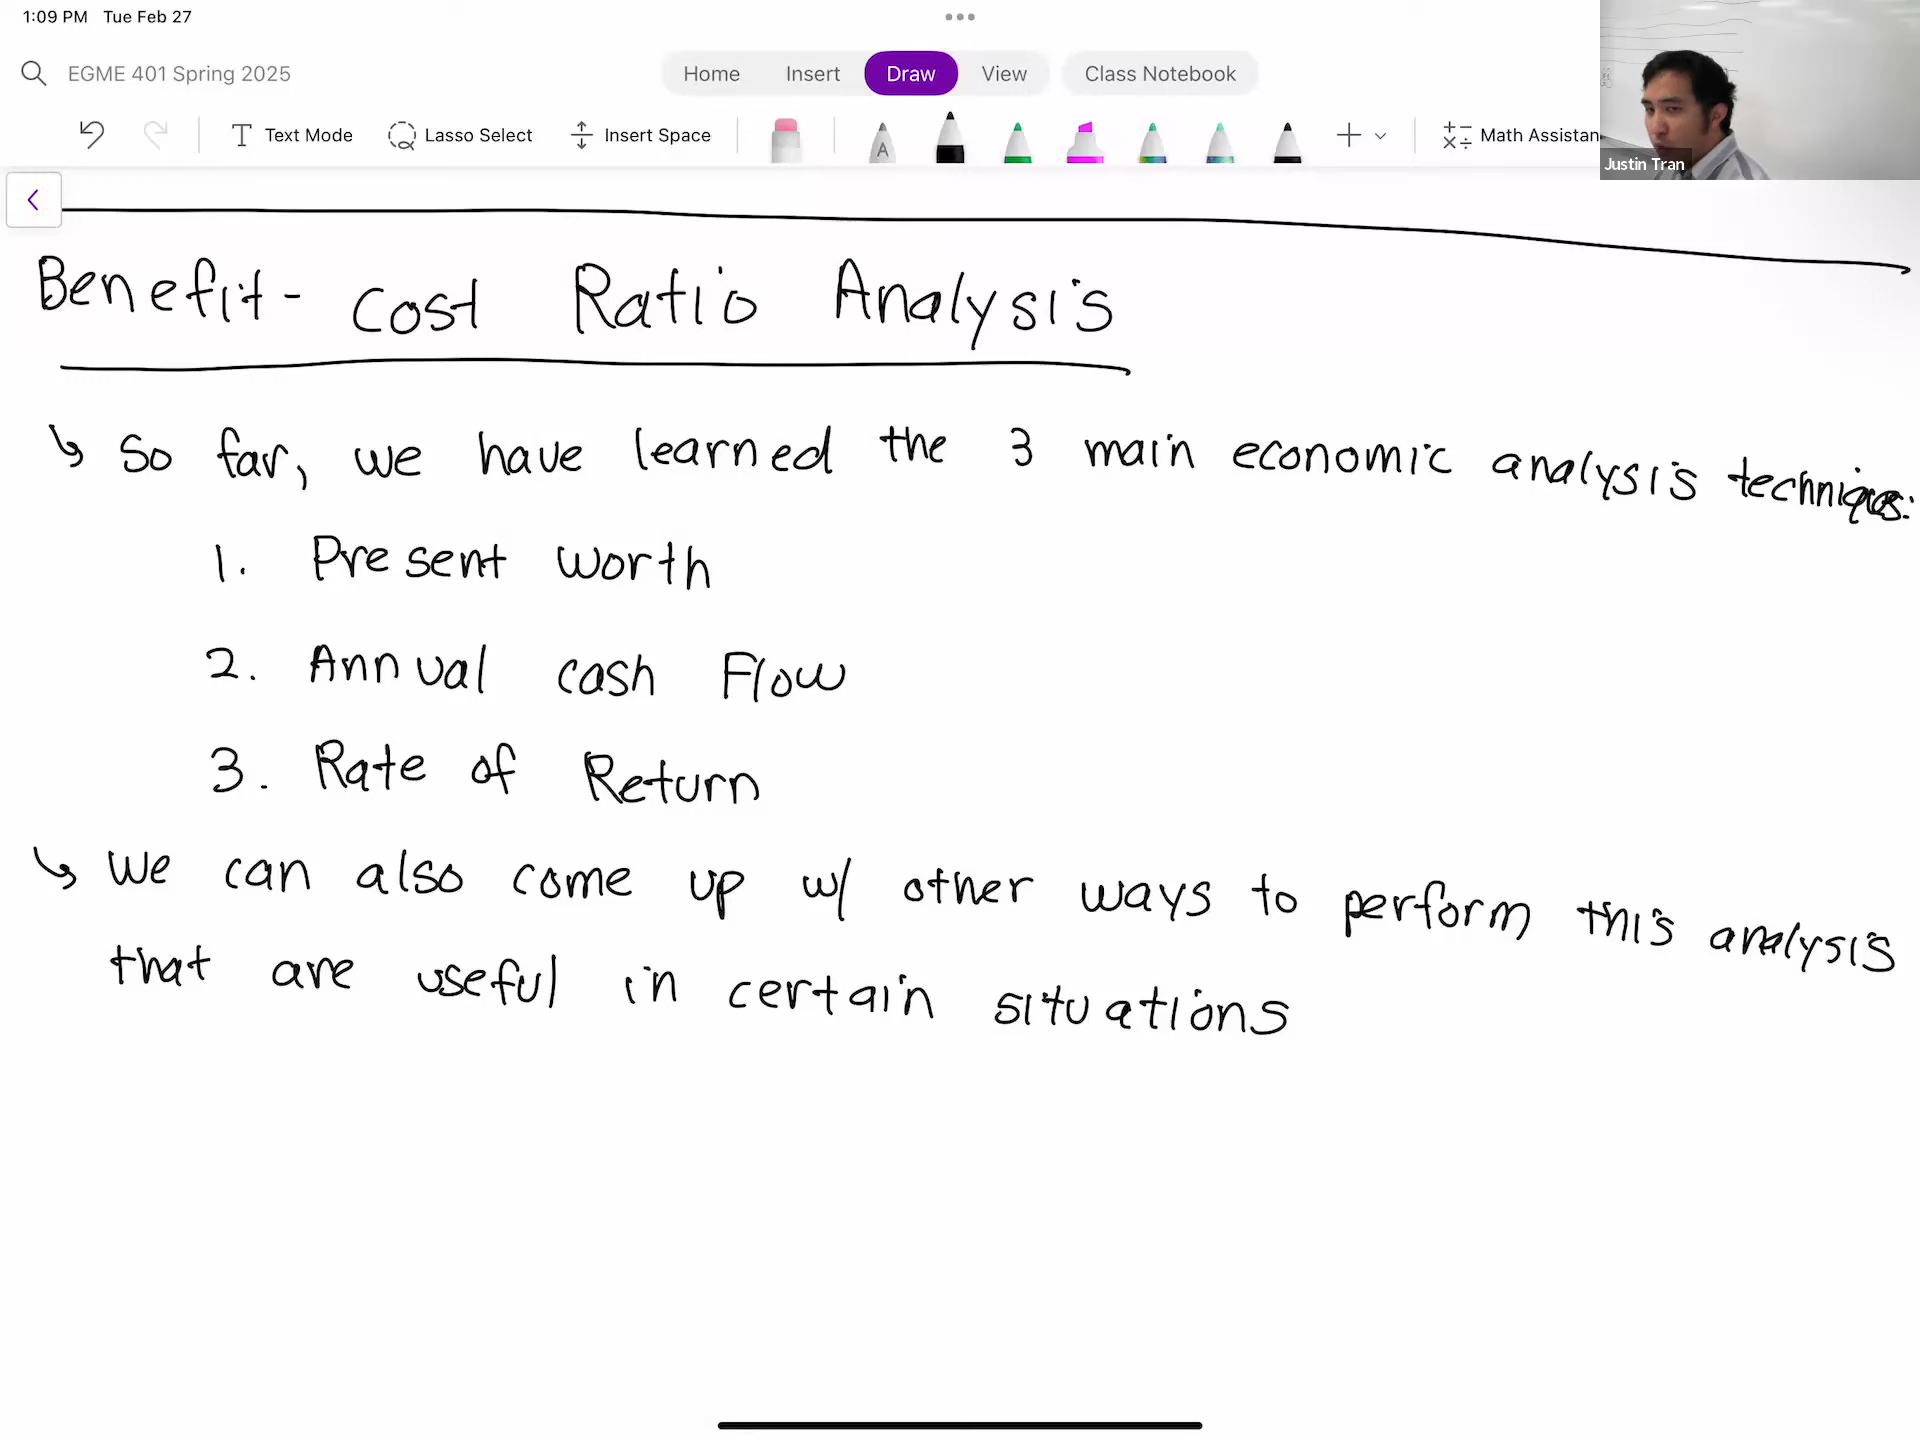 1:09 PM Tue Feb 27
EGME 401 Spring 2025
Home Insert Draw View Class Notebook
Text Mode Lasso Select Insert Space A Math Assistan
Justin Tran
Benefit-Cost Ratio Analysis
So far, we have learned the 3 main economic analysis techniques:
1. Present worth
2. Annual cash Flow
3. Rate of Return
We can also come up w/ other ways to perform this analysis
that are useful in certain situations